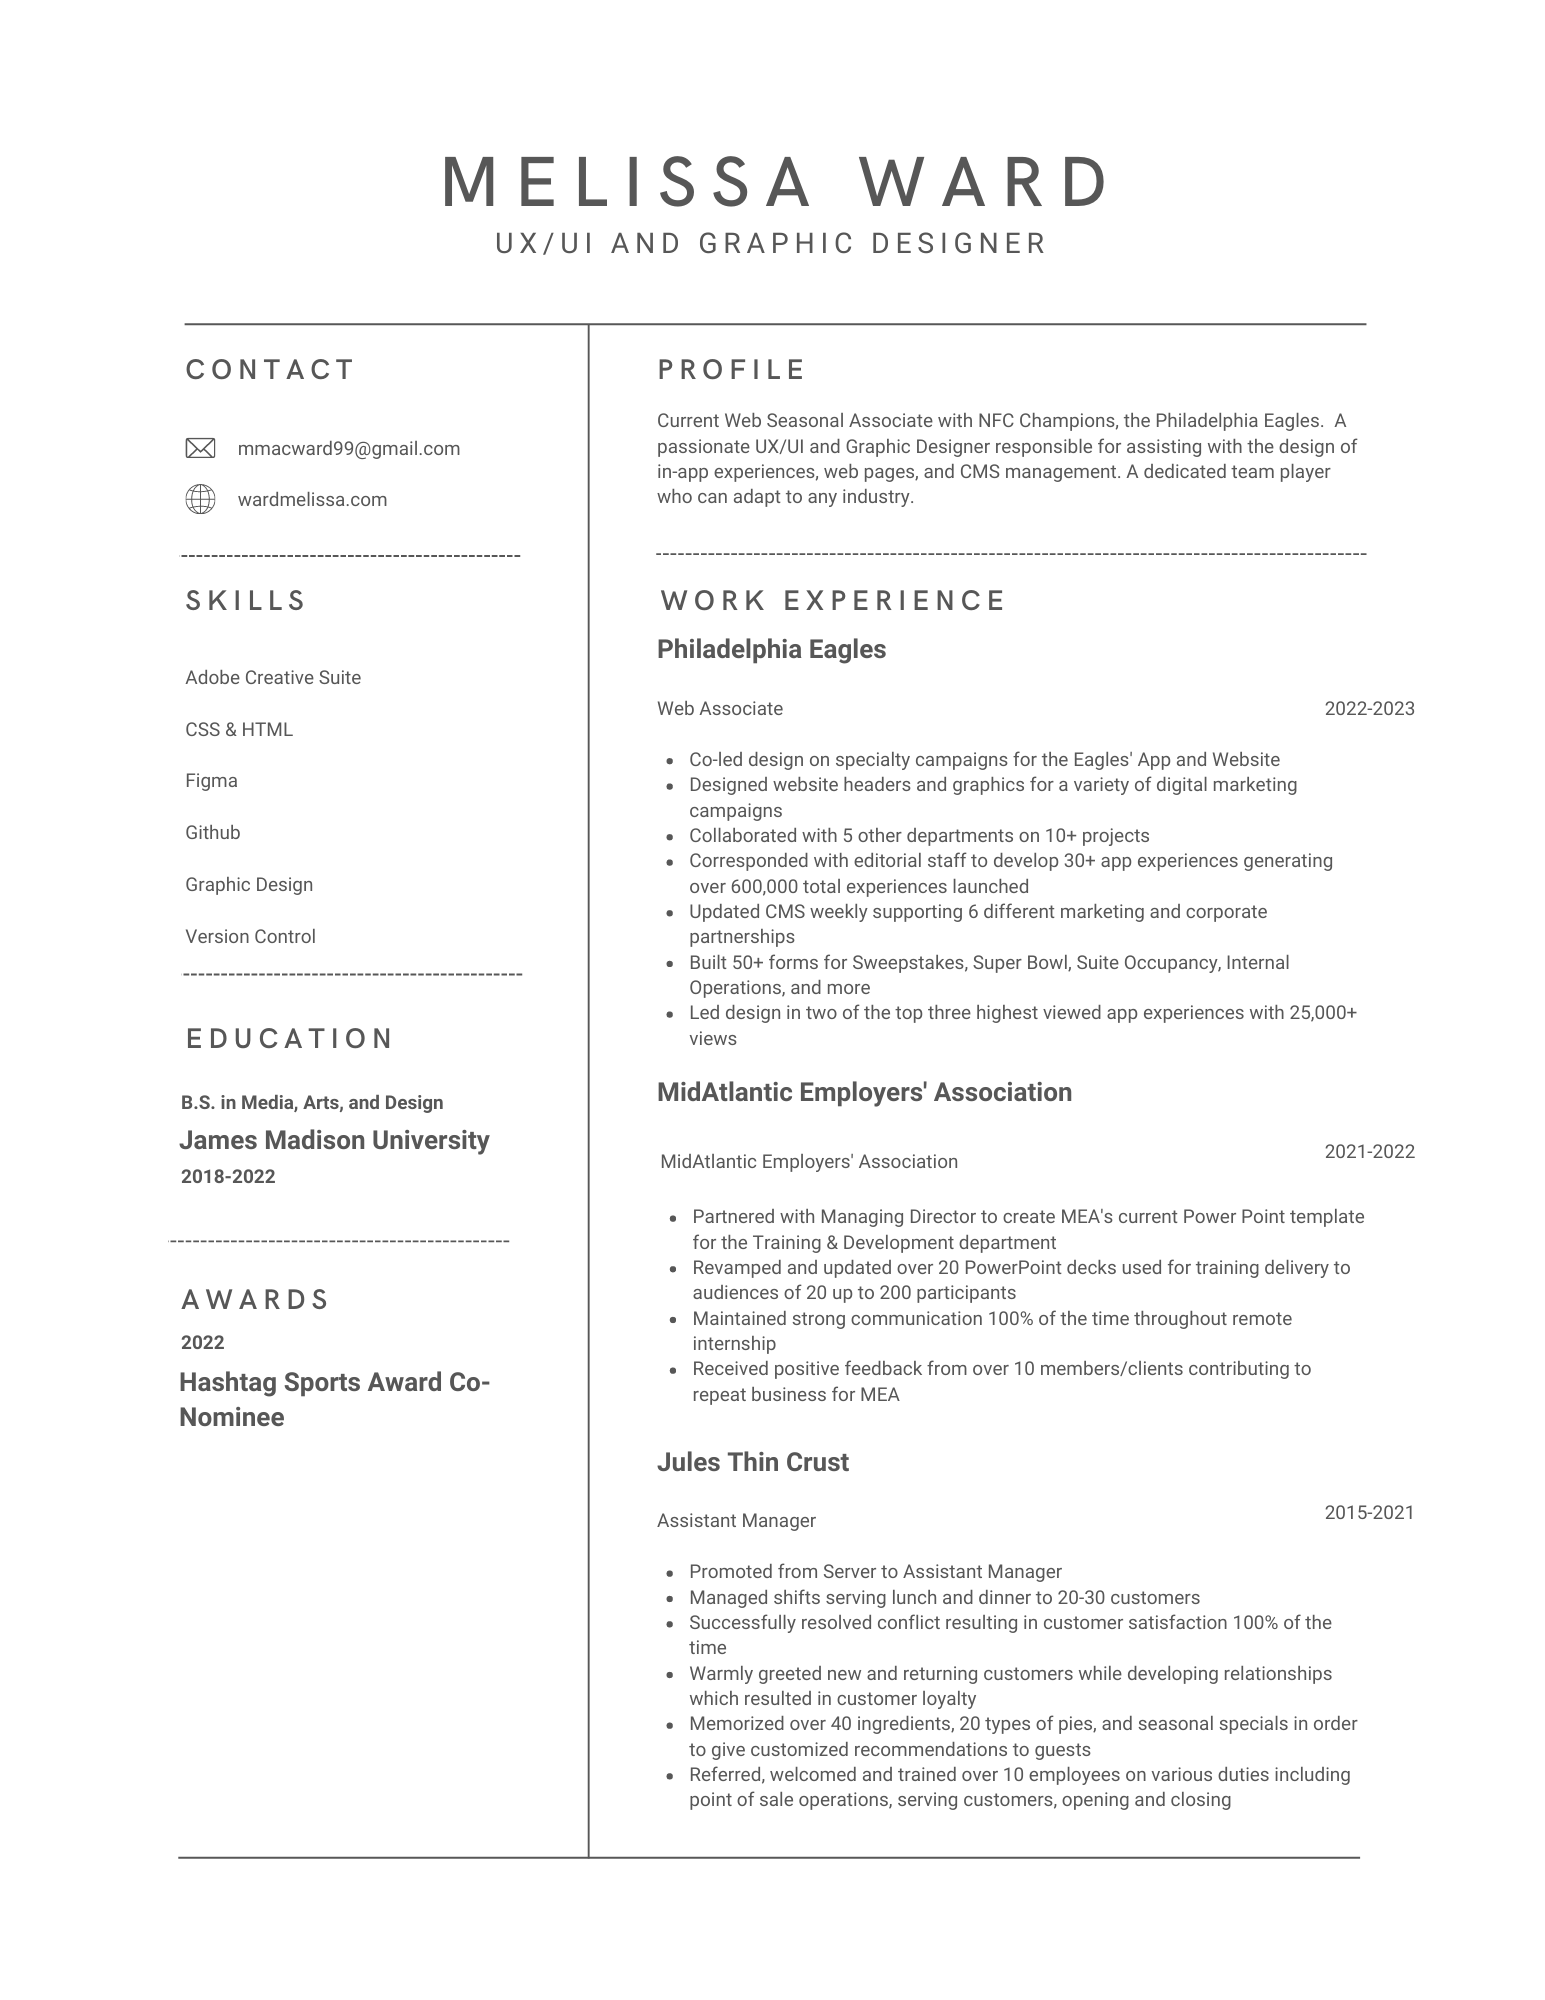 MELISSA WARD
UX/UI AND GRAPHIC DESIGNER
CONTACT
mmacward99@gmail.com
wardmelissa.com
SKILLS
Adobe Creative Suite
CSS & HTML
Figma
Github
Graphic Design
Version Control
EDUCATION
B.S. in Media, Arts, and Design
James Madison University
2018-2022
AWARDS
2022
Hashtag Sports Award Co-
Nominee
PROFILE
Current Web Seasonal Associate with NFC Champions, the Philadelphia Eagles.  A
passionate UX/UI and Graphic Designer responsible for assisting with the design of
in-app experiences, web pages, and CMS management. A dedicated team player
who can adapt to any industry.
WORK EXPERIENCE
Philadelphia Eagles
Web Associate 2022-2023
• Co-led design on specialty campaigns for the Eagles' App and Website
• Designed website headers and graphics for a variety of digital marketing
campaigns
• Collaborated with 5 other departments on 10+ projects
• Corresponded with editorial staff to develop 30+ app experiences generating
over 600,000 total experiences launched
• Updated CMS weekly supporting 6 different marketing and corporate
partnerships
• Built 50+ forms for Sweepstakes, Super Bowl, Suite Occupancy, Internal
Operations, and more
• Led design in two of the top three highest viewed app experiences with 25,000+
views
MidAtlantic Employers' Association
MidAtlantic Employers' Association 2021-2022
• Partnered with Managing Director to create MEA's current Power Point template
for the Training & Development department
• Revamped and updated over 20 PowerPoint decks used for training delivery to
audiences of 20 up to 200 participants
• Maintained strong communication 100% of the time throughout remote
internship
• Received positive feedback from over 10 members/clients contributing to
repeat business for MEA
Jules Thin Crust
Assistant Manager 2015-2021
• Promoted from Server to Assistant Manager
• Managed shifts serving lunch and dinner to 20-30 customers
• Successfully resolved conflict resulting in customer satisfaction 100% of the
time
• Warmly greeted new and returning customers while developing relationships
which resulted in customer loyalty
• Memorized over 40 ingredients, 20 types of pies, and seasonal specials in order
to give customized recommendations to guests
• Referred, welcomed and trained over 10 employees on various duties including
point of sale operations, serving customers, opening and closing